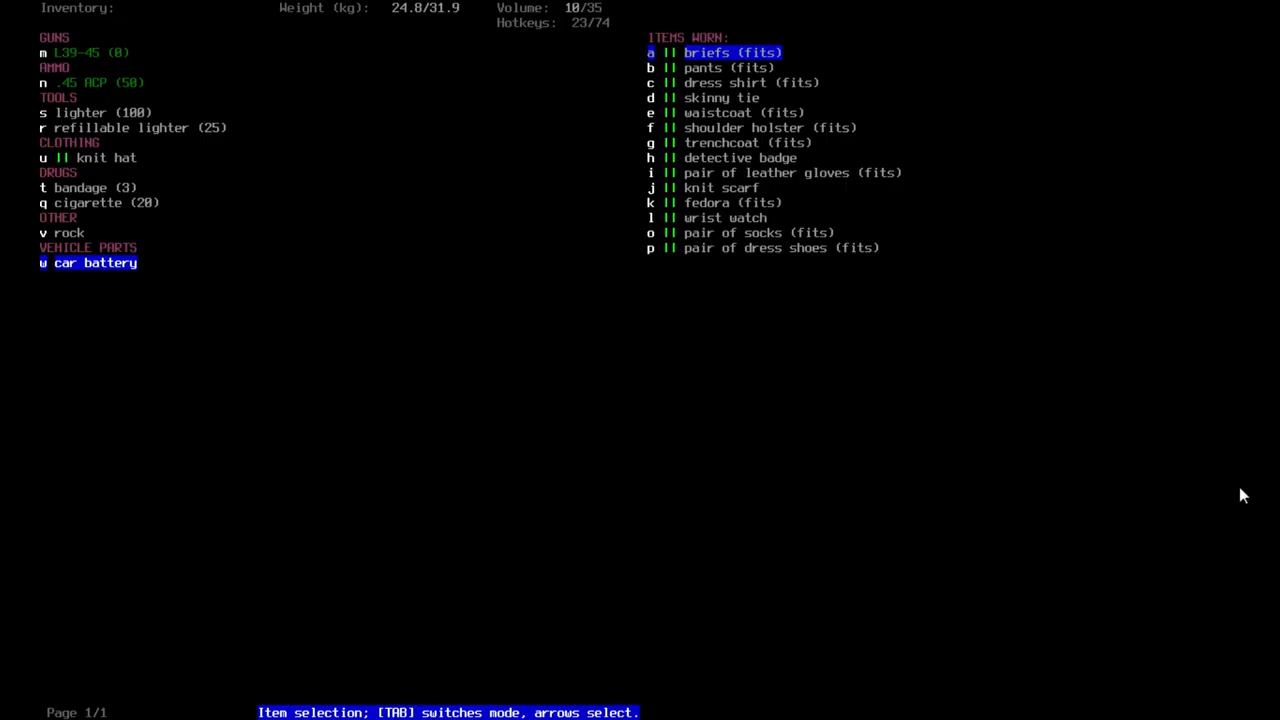 Inventory: Weight (kg): 24.8/31.9 Volume: 10/35
Hotkeys: 23/74
GUNS
m L39-45 (0)
AMMO
n .45 ACP (50)
TOOLS
s lighter (100)
r refillable lighter (25)
CLOTHING
u || knit hat
DRUGS
t bandage (3)
q cigarette (20)
OTHER
v rock
VEHICLE PARTS
w car battery
ITEMS WORN:
a || briefs (fits)
b || pants (fits)
c || dress shirt (fits)
d || skinny tie
e || waistcoat (fits)
f || shoulder holster (fits)
g || trenchcoat (fits)
h || detective badge
i || pair of leather gloves (fits)
j || knit scarf
k || fedora (fits)
l || wrist watch
o || pair of socks (fits)
p || pair of dress shoes (fits)
Page 1/1 Item selection; [TAB] switches mode, arrows select.